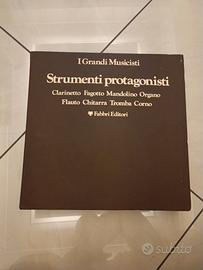 I Grandi Musicisti
Strumenti protagonisti
Clarinetto Fagotto Mandolino Organo
Flauto Chitarra Tromba Corno
Fabbri Editori
subito